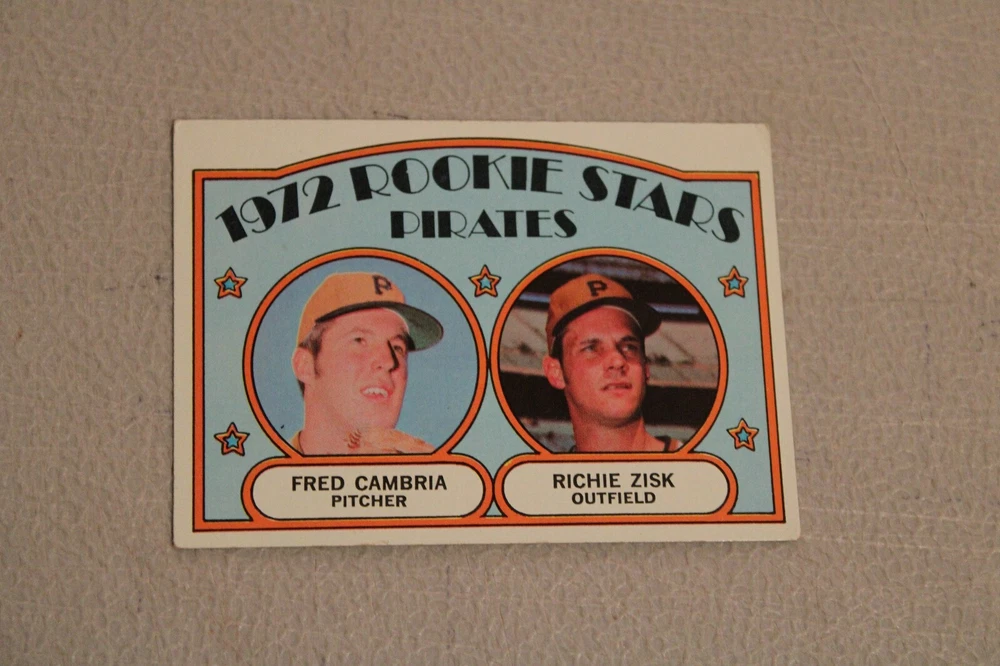 1972 ROOKIE STARS
PIRATES
P
P
FRED CAMBRIA
PITCHER
RICHIE ZISK
OUTFIELD